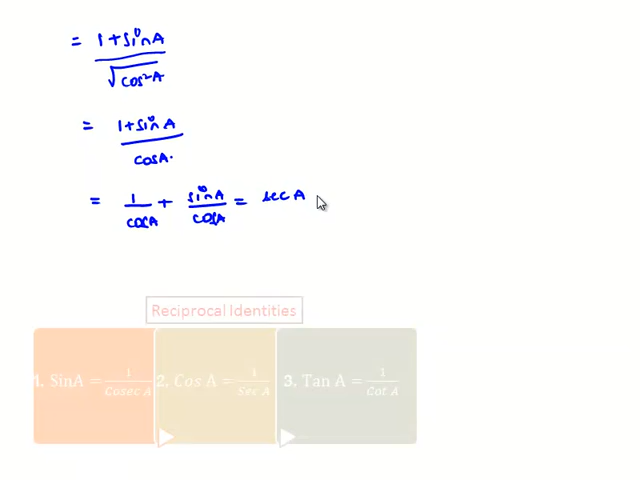 = 1+sinA / √cos²A
= 1+sinA / cosA.
= 1/cosA + sinA/cosA = secA
Reciprocal Identities
1. SinA = 1/Cosec A 2. Cos A = 1/Sec A 3. Tan A = 1/Cot A